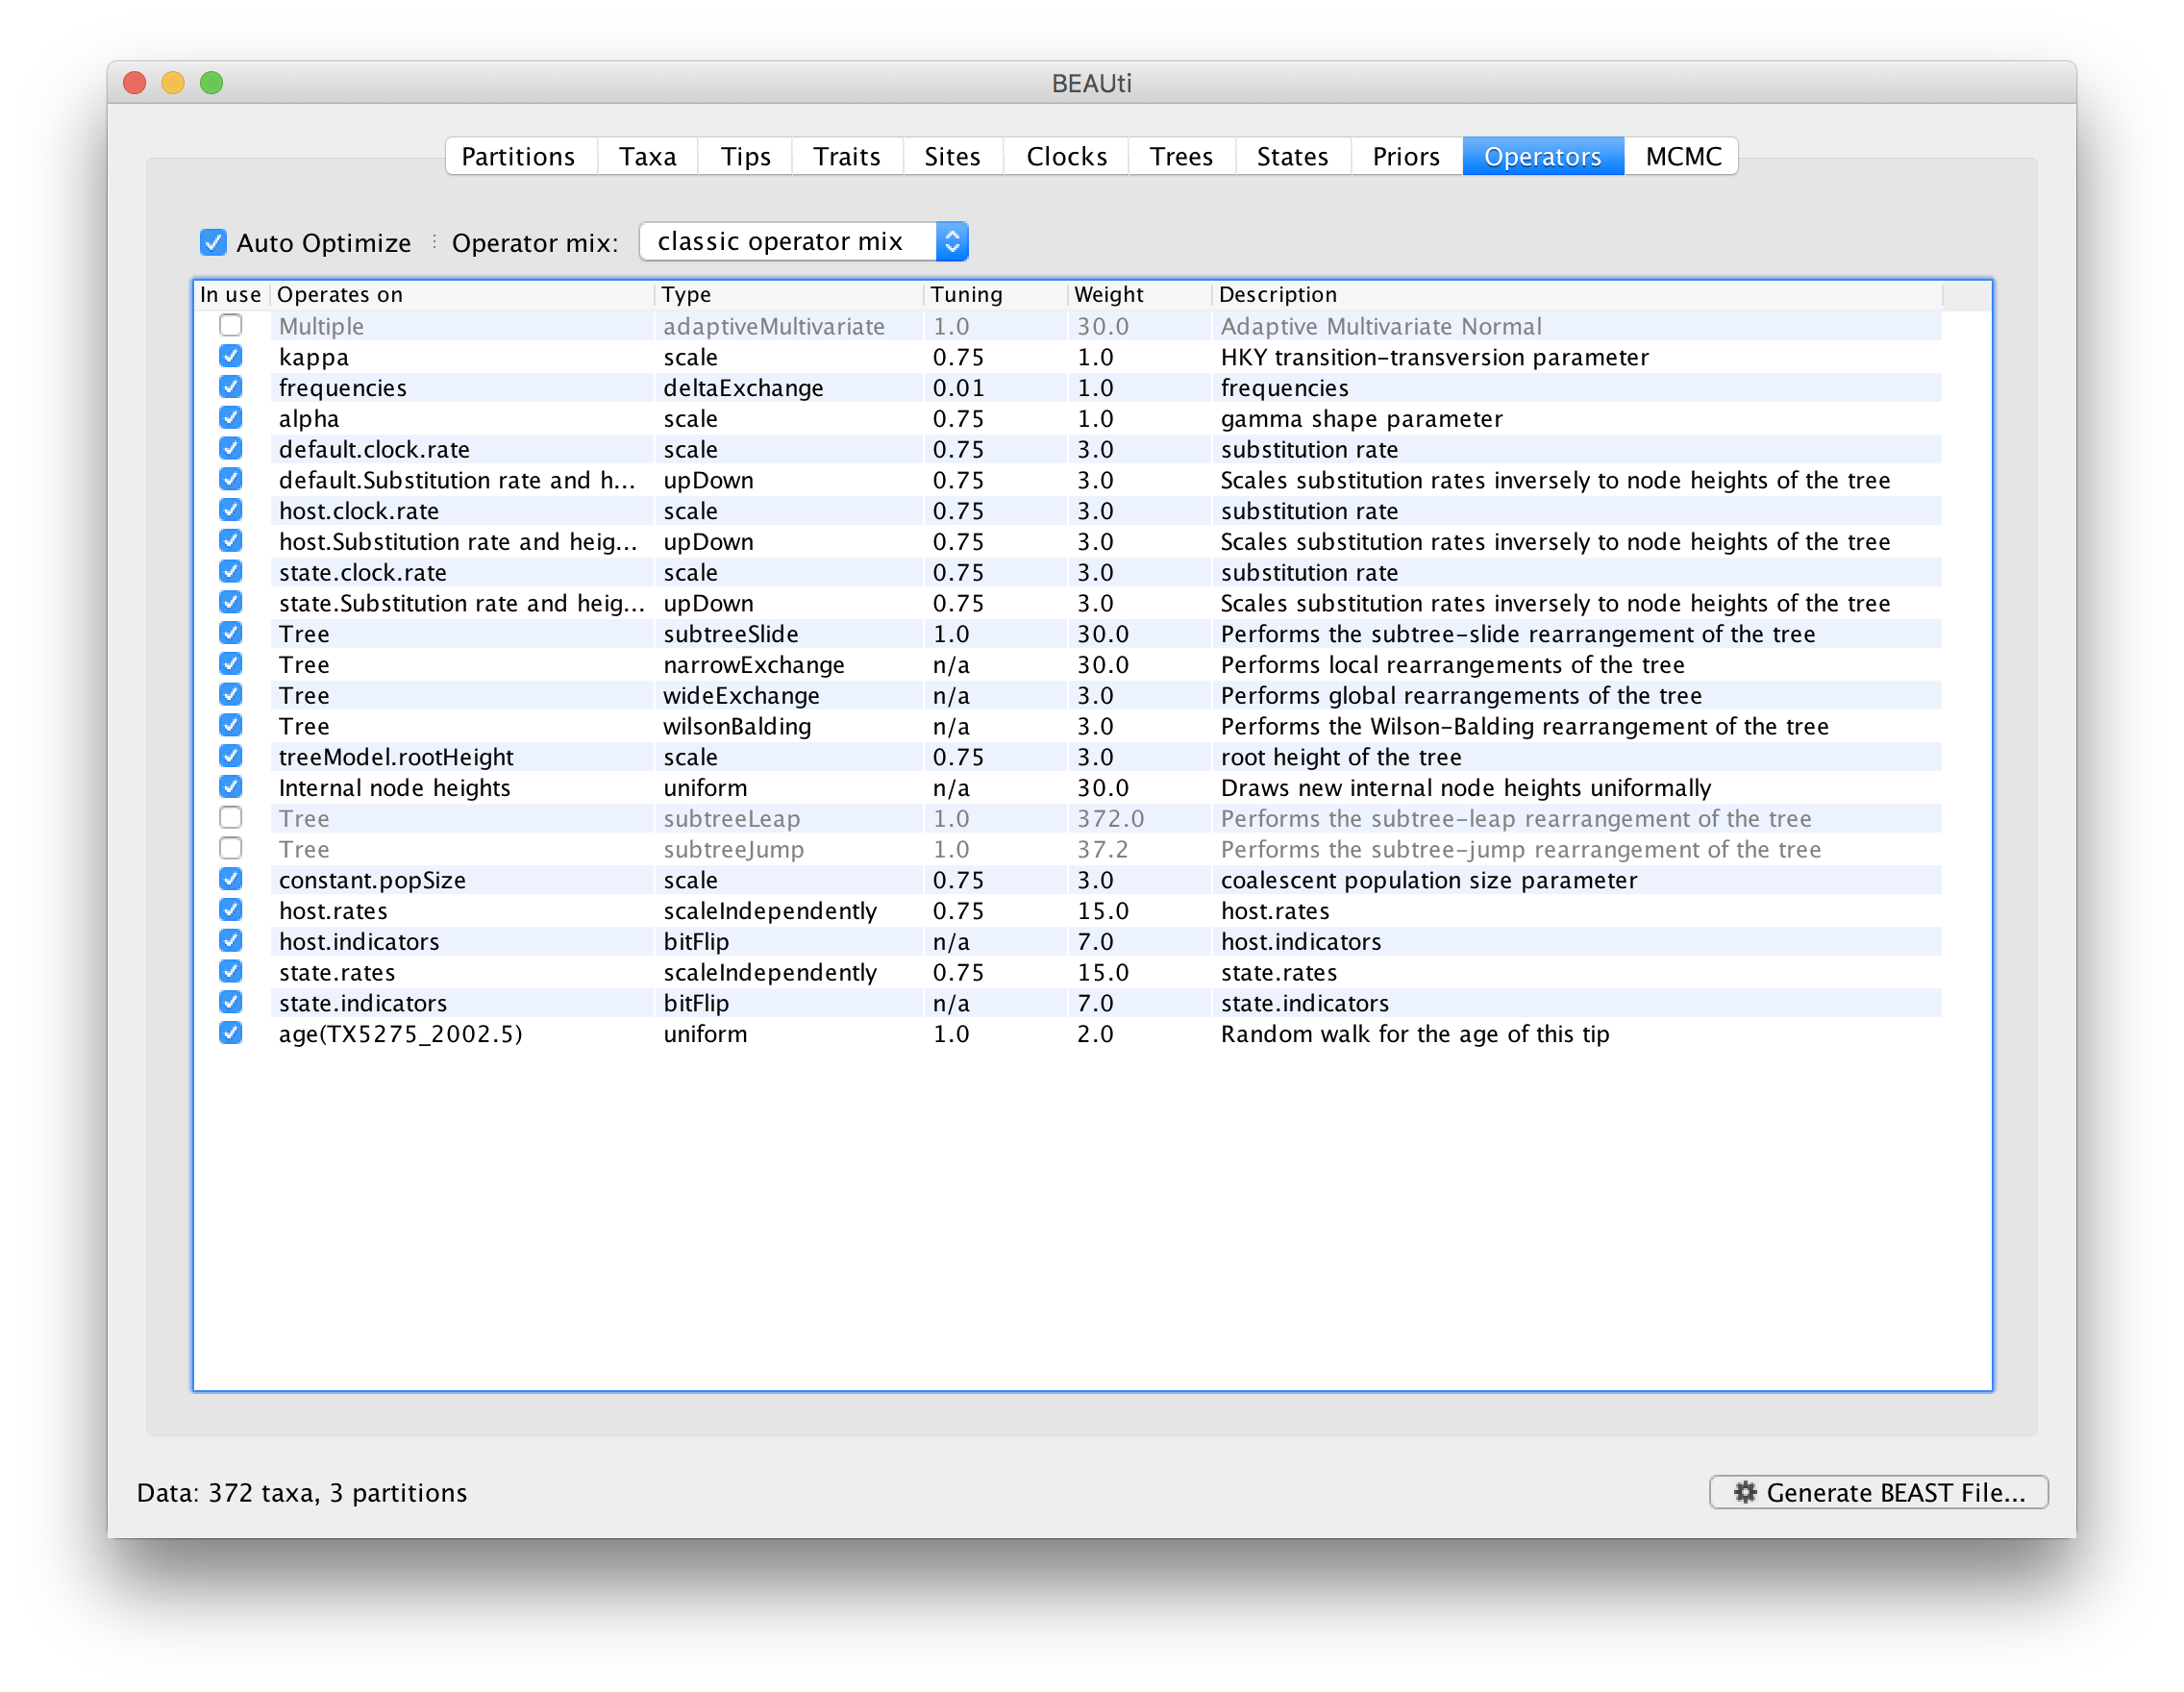 BEAUti
Partitions Taxa Tips Traits Sites Clocks Trees States Priors Operators MCMC
Auto Optimize Operator mix: classic operator mix
In use Operates on Type Tuning Weight Description
Multiple adaptiveMultivariate 1.0 30.0 Adaptive Multivariate Normal
kappa scale 0.75 1.0 HKY transition-transversion parameter
frequencies deltaExchange 0.01 1.0 frequencies
alpha scale 0.75 1.0 gamma shape parameter
default.clock.rate scale 0.75 3.0 substitution rate
default.Substitution rate and h... upDown 0.75 3.0 Scales substitution rates inversely to node heights of the tree
host.clock.rate scale 0.75 3.0 substitution rate
host.Substitution rate and heig... upDown 0.75 3.0 Scales substitution rates inversely to node heights of the tree
state.clock.rate scale 0.75 3.0 substitution rate
state.Substitution rate and heig... upDown 0.75 3.0 Scales substitution rates inversely to node heights of the tree
Tree subtreeSlide 1.0 30.0 Performs the subtree-slide rearrangement of the tree
Tree narrowExchange n/a 30.0 Performs local rearrangements of the tree
Tree wideExchange n/a 3.0 Performs global rearrangements of the tree
Tree wilsonBalding n/a 3.0 Performs the Wilson-Balding rearrangement of the tree
treeModel.rootHeight scale 0.75 3.0 root height of the tree
Internal node heights uniform n/a 30.0 Draws new internal node heights uniformally
Tree subtreeLeap 1.0 372.0 Performs the subtree-leap rearrangement of the tree
Tree subtreeJump 1.0 37.2 Performs the subtree-jump rearrangement of the tree
constant.popSize scale 0.75 3.0 coalescent population size parameter
host.rates scaleIndependently 0.75 15.0 host.rates
host.indicators bitFlip n/a 7.0 host.indicators
state.rates scaleIndependently 0.75 15.0 state.rates
state.indicators bitFlip n/a 7.0 state.indicators
age(TX5275_2002.5) uniform 1.0 2.0 Random walk for the age of this tip
Data: 372 taxa, 3 partitions Generate BEAST File...